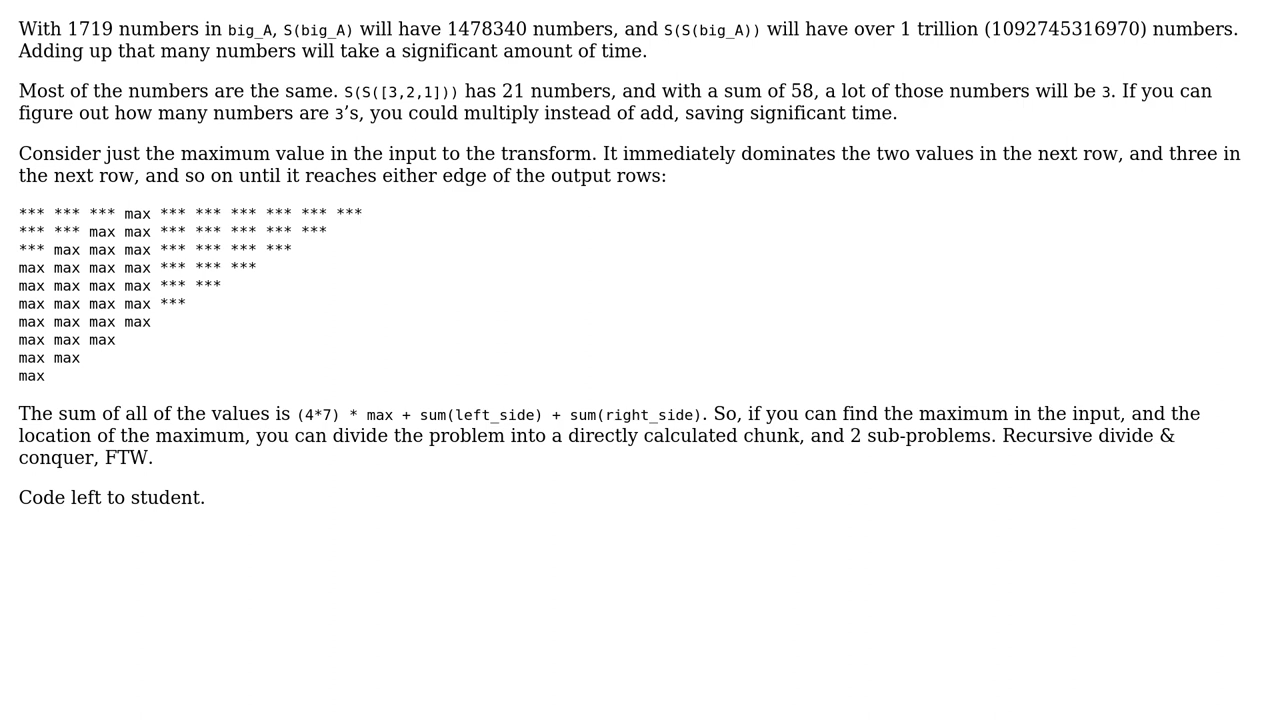 With 1719 numbers in big_A, S(big_A) will have 1478340 numbers, and S(S(big_A)) will have over 1 trillion (1092745316970) numbers.
Adding up that many numbers will take a significant amount of time.
Most of the numbers are the same. S(S([3,2,1])) has 21 numbers, and with a sum of 58, a lot of those numbers will be 3. If you can
figure out how many numbers are 3’s, you could multiply instead of add, saving significant time.
Consider just the maximum value in the input to the transform. It immediately dominates the two values in the next row, and three in
the next row, and so on until it reaches either edge of the output rows:
*** *** *** max *** *** *** *** *** ***
*** *** max max *** *** *** *** ***
*** max max max *** *** *** ***
max max max max *** *** ***
max max max max *** ***
max max max max ***
max max max max
max max max
max max
max
The sum of all of the values is (4*7) * max + sum(left_side) + sum(right_side). So, if you can find the maximum in the input, and the
location of the maximum, you can divide the problem into a directly calculated chunk, and 2 sub-problems. Recursive divide &
conquer, FTW.
Code left to student.